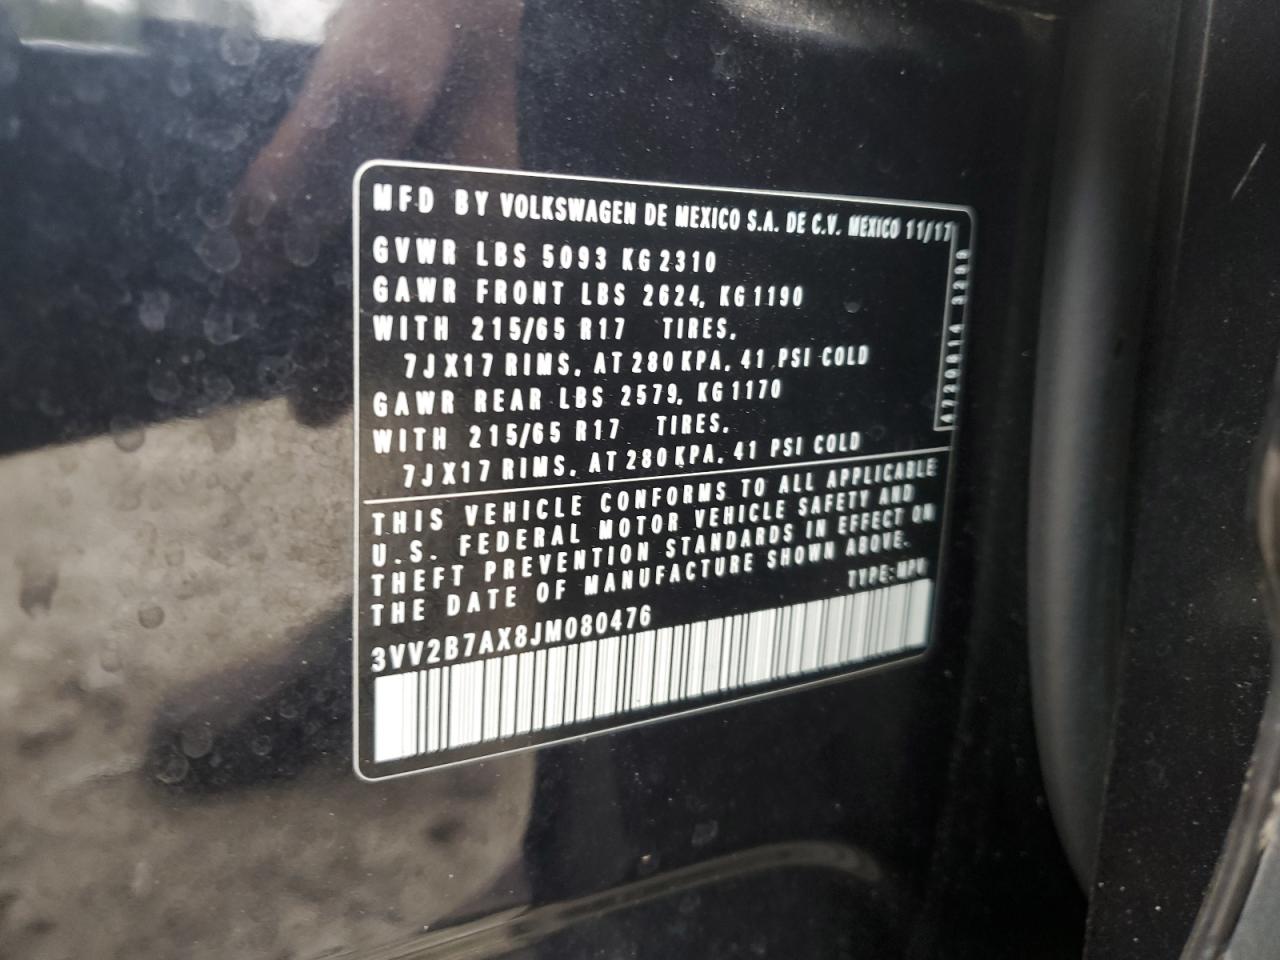 MFD BY VOLKSWAGEN DE MEXICO S.A. DE C.V. MEXICO 11/17
GVWR LBS 5093 KG 2310
GAWR FRONT LBS 2624, KG 1190
WITH 215/65 R17 TIRES,
7J X17 RIMS, AT 280 KPA, 41 PSI COLD
GAWR REAR LBS 2579, KG 1170
WITH 215/65 R17 TIRES,
7J X17 RIMS, AT 280 KPA, 41 PSI COLD
THIS VEHICLE CONFORMS TO ALL APPLICABLE
U.S. FEDERAL MOTOR VEHICLE SAFETY AND
THEFT PREVENTION STANDARDS IN EFFECT ON
THE DATE OF MANUFACTURE SHOWN ABOVE.
TYPE:MPV
3VV2B7AX8JM080476